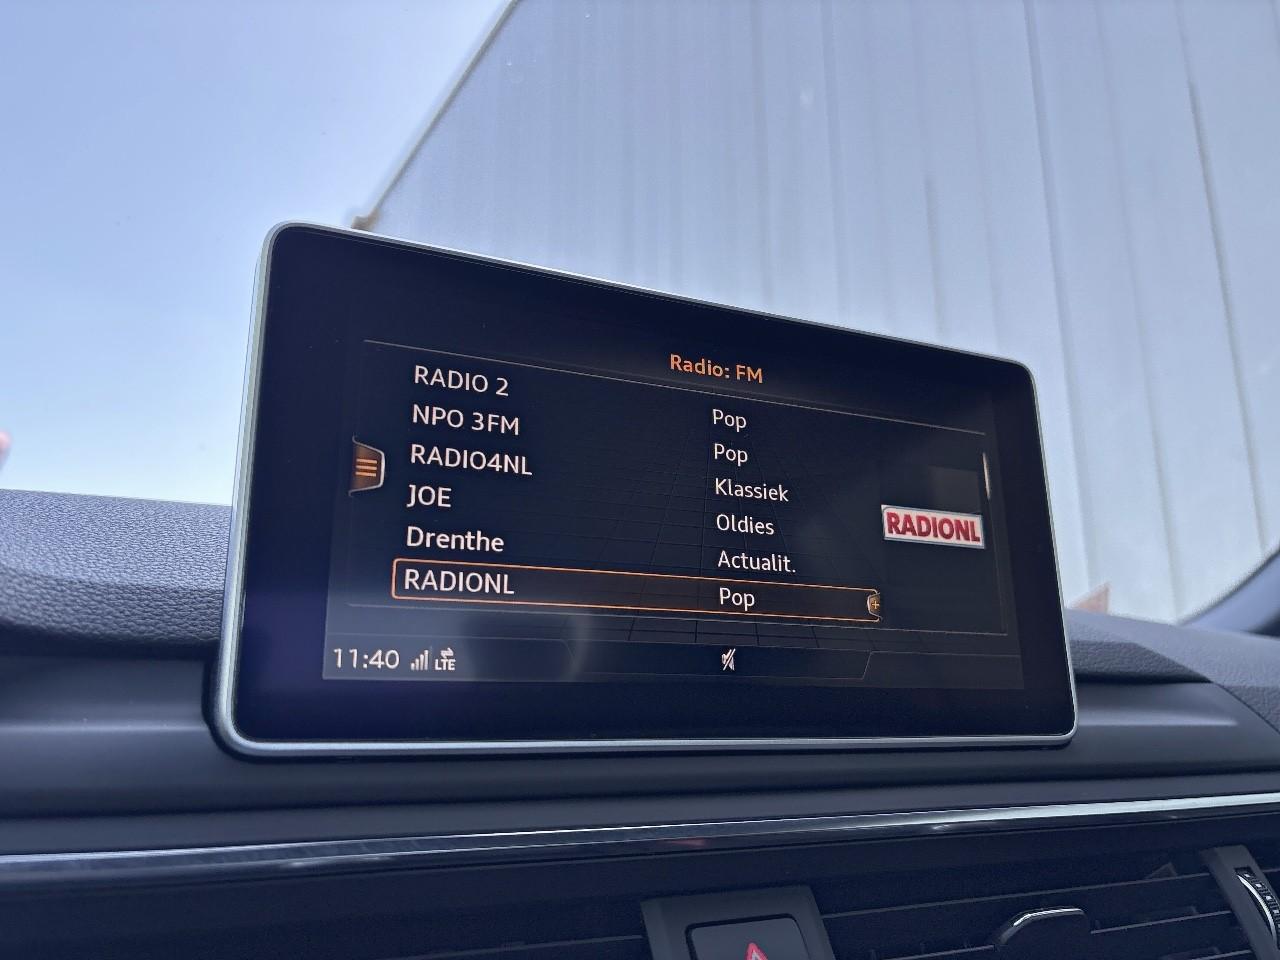 Radio: FM
RADIO 2 Pop
NPO 3FM Pop
RADIO4NL Klassiek
JOE Oldies
Drenthe Actualit.
RADIONL Pop
RADIONL
11:40 LTE